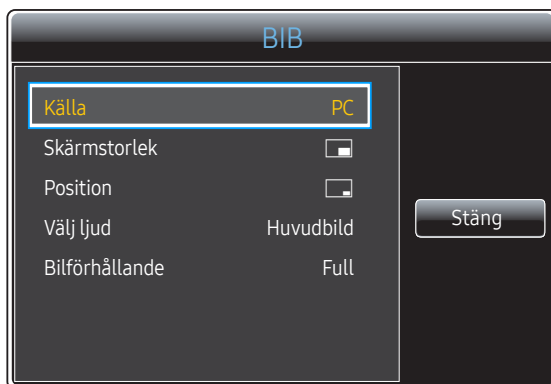 BIB
Källa PC
Skärmstorlek
Position
Välj ljud Huvudbild
Bilförhållande Full
Stäng